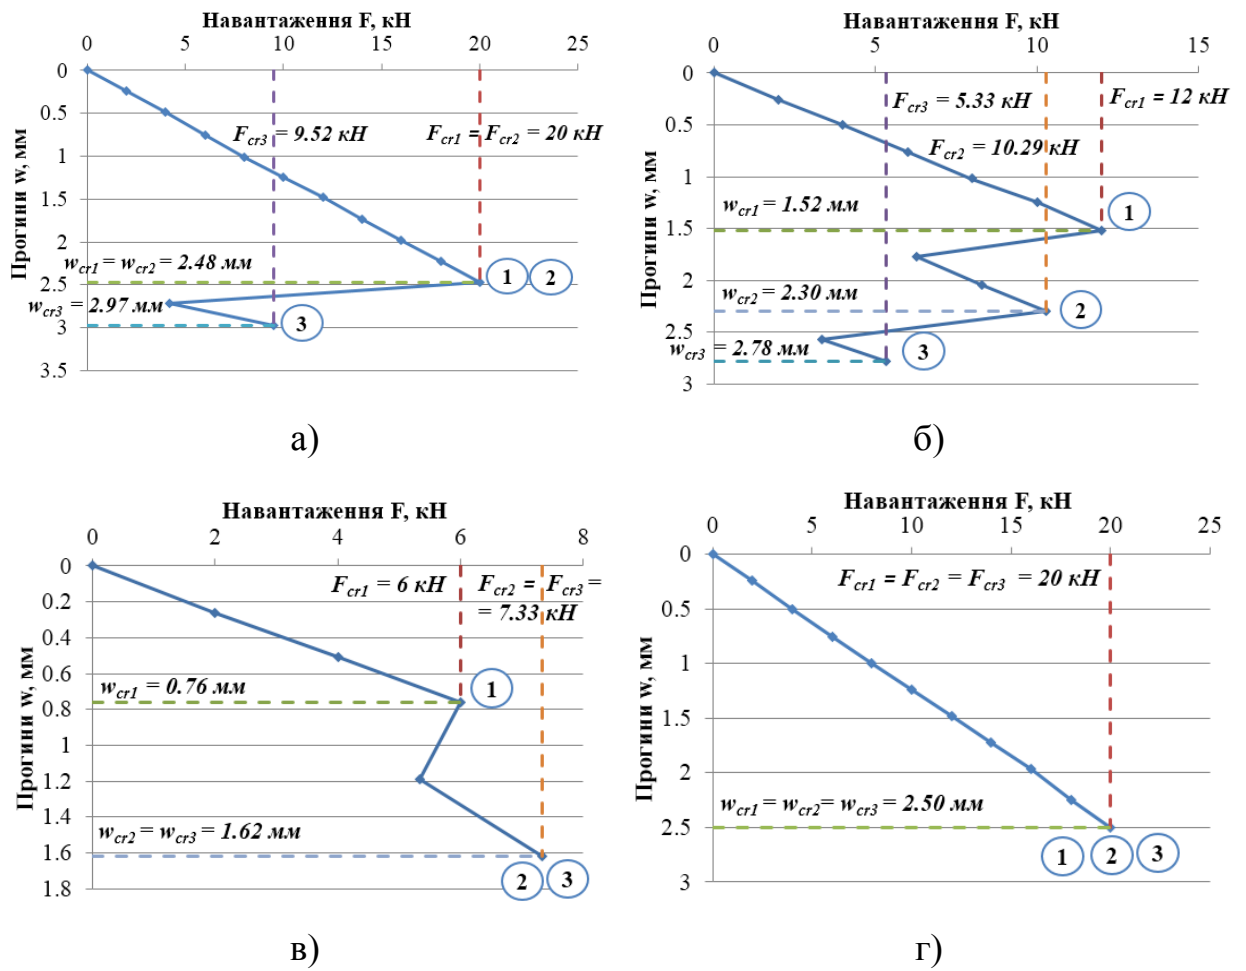 Навантаження F, кН
0 5 10 15 20 25
Прогини w, мм
0
0.5
1
1.5
2
2.5
3
3.5
Fcr3 = 9.52 кН
Fcr1 = Fcr2 = 20 кН
wcr1 = wcr2 = 2.48 мм
wcr3 = 2.97 мм
1 2
3
а)
Навантаження F, кН
0 5 10 15
Прогини w, мм
0
0.5
1
1.5
2
2.5
3
Fcr3 = 5.33 кН
Fcr1 = 12 кН
Fcr2 = 10.29 кН
wcr1 = 1.52 мм
1
wcr2 = 2.30 мм
2
wcr3 = 2.78 мм
3
б)
Навантаження F, кН
0 2 4 6 8
Прогини w, мм
0
0.2
0.4
0.6
0.8
1
1.2
1.4
1.6
1.8
Fcr1 = 6 кН
Fcr2 = Fcr3 =
= 7.33 кН
wcr1 = 0.76 мм
1
wcr2 = wcr3 = 1.62 мм
2 3
в)
Навантаження F, кН
0 5 10 15 20 25
Прогини w, мм
0
0.5
1
1.5
2
2.5
3
Fcr1 = Fcr2 = Fcr3 = 20 кН
wcr1 = wcr2= wcr3 = 2.50 мм
1 2 3
г)